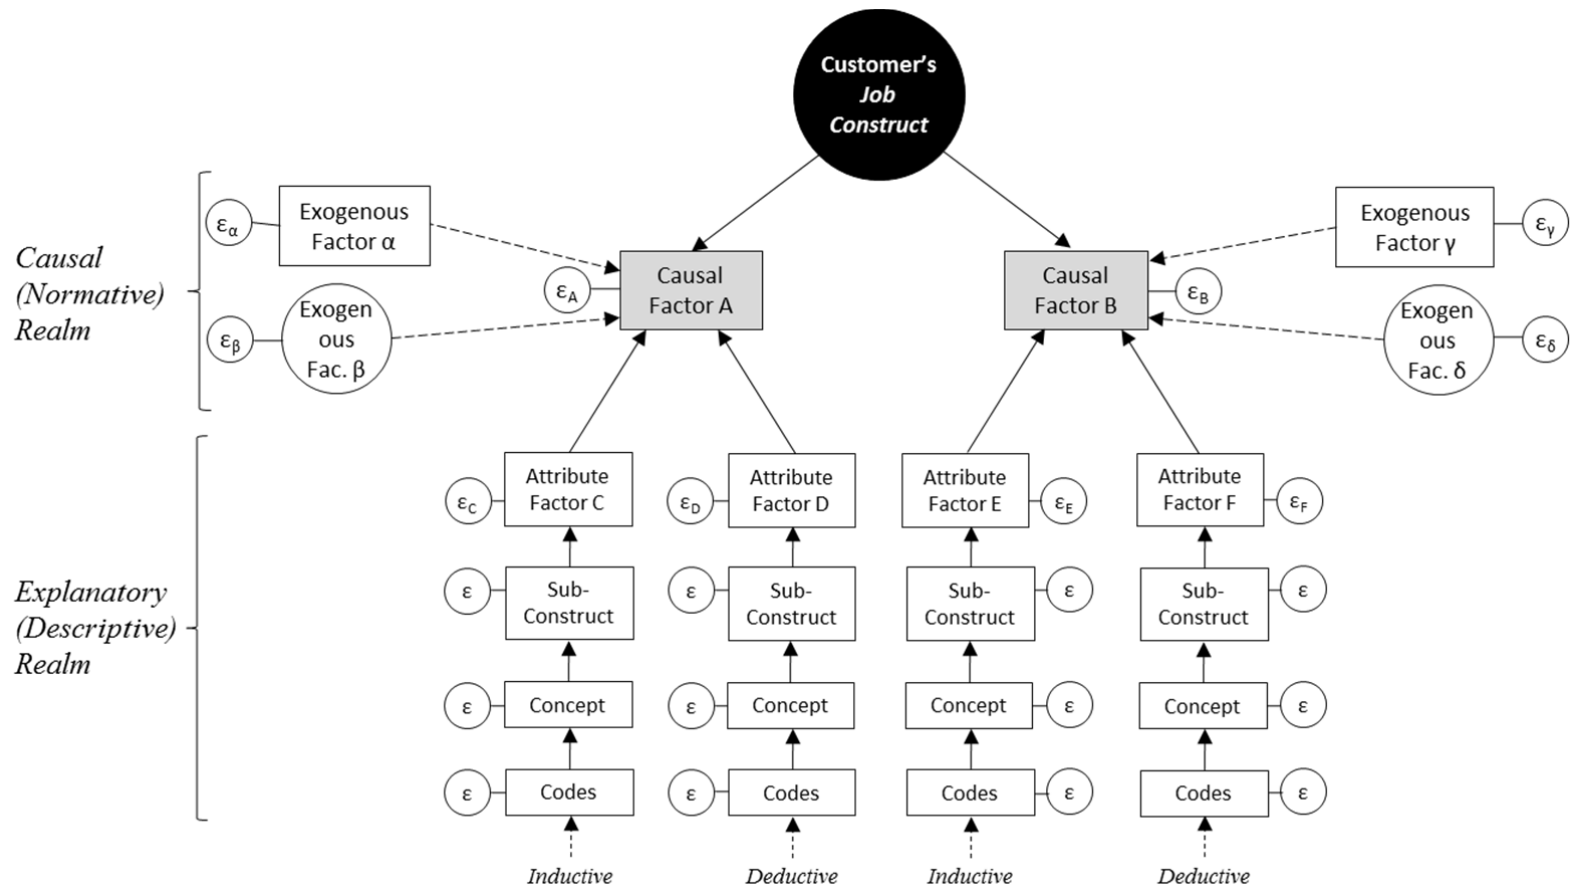 Customer's
Job
Construct
Causal
(Normative)
Realm
εα
Exogenous
Factor α
εβ
Exogen
ous
Fac. β
εA
Causal
Factor A
Causal
Factor B
εB
Exogenous
Factor γ
εγ
Exogen
ous
Fac. δ
εδ
Explanatory
(Descriptive)
Realm
εC
Attribute
Factor C
εD
Attribute
Factor D
Attribute
Factor E
εE
Attribute
Factor F
εF
ε
Sub-
Construct
ε
Sub-
Construct
Sub-
Construct
ε
Sub-
Construct
ε
ε
Concept
ε
Concept
Concept
ε
Concept
ε
ε
Codes
ε
Codes
Codes
ε
Codes
ε
Inductive
Deductive
Inductive
Deductive